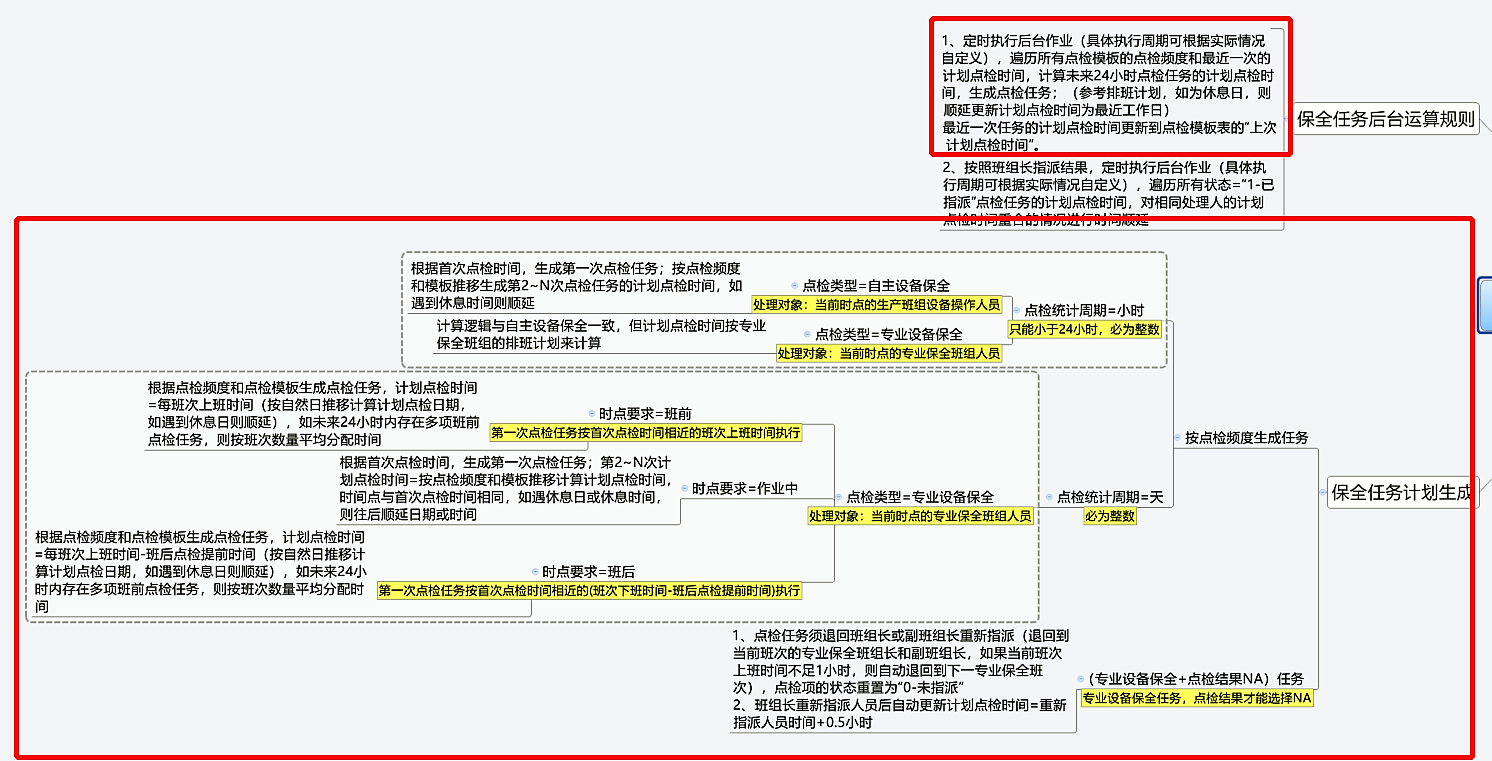 1、定时执行后台作业（具体执行周期可根据实际情况
自定义），遍历所有点检模板的点检频度和最近一次的
计划点检时间，计算未来24小时点检任务的计划点检时
间，生成点检任务；（参考排班计划，如为休息日，则
顺延更新计划点检时间为最近工作日）
最近一次任务的计划点检时间更新到点检模板表的"上次
计划点检时间"。
保全任务后台运算规则
2、按照班组长指派结果，定时执行后台作业（具体执
行周期可根据实际情况自定义），遍历所有状态="1-已
指派"点检任务的计划点检时间，对相同处理人的计划
点检时间重合的情况进行时间顺延
根据首次点检时间，生成第一次点检任务；按点检频度
和模板推移生成第2~N次点检任务的计划点检时间，如
遇到休息时间则顺延
点检类型=自主设备保全
处理对象：当前时点的生产班组设备操作人员
计算逻辑与自主设备保全一致，但计划点检时间按专业
保全班组的排班计划来计算
点检类型=专业设备保全
处理对象：当前时点的专业保全班组人员
点检统计周期=小时
只能小于24小时，必为整数
根据点检频度和点检模板生成点检任务，计划点检时间
=每班次上班时间（按自然日推移计算计划点检日期，
如遇到休息日则顺延），如未来24小时内存在多项班前
点检任务，则按班次数量平均分配时间
时点要求=班前
第一次点检任务按首次点检时间相近的班次上班时间执行
根据首次点检时间，生成第一次点检任务；第2~N次计
划点检时间=按点检频度和模板推移计算计划点检时间，
时间点与首次点检时间相同，如遇休息日或休息时间，
则往后顺延日期或时间
时点要求=作业中
根据点检频度和点检模板生成点检任务，计划点检时间
=每班次上班时间-班后点检提前时间（按自然日推移计
算计划点检日期，如遇到休息日则顺延），如未来24小
时内存在多项班前点检任务，则按班次数量平均分配时
间
时点要求=班后
第一次点检任务按首次点检时间相近的(班次下班时间-班后点检提前时间)执行
点检类型=专业设备保全
处理对象：当前时点的专业保全班组人员
点检统计周期=天
必为整数
按点检频度生成任务
保全任务计划生成
1、点检任务须退回班组长或副班组长重新指派（退回到
当前班次的专业保全班组长和副班组长，如果当前班次
上班时间不足1小时，则自动退回到下一专业保全班
次），点检项的状态重置为"0-未指派"
2、班组长重新指派人员后自动更新计划点检时间=重新
指派人员时间+0.5小时
（专业设备保全+点检结果NA）任务
专业设备保全任务，点检结果才能选择NA